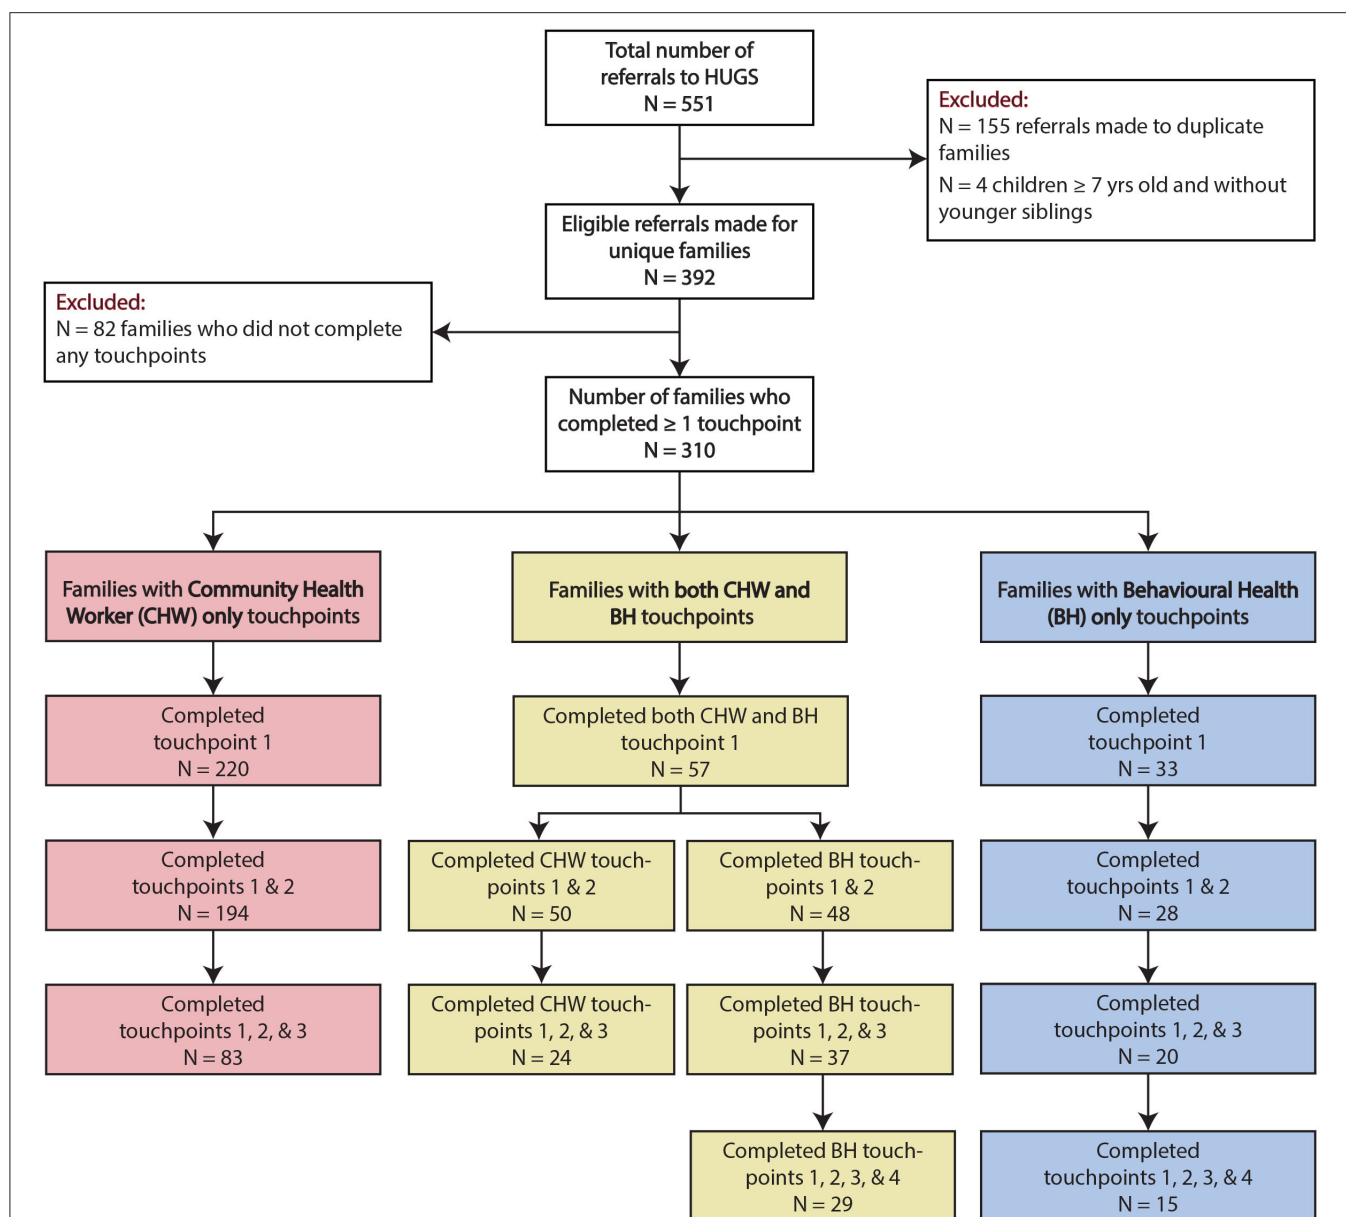 Total number of
referrals to HUGS
N = 551
Excluded:
N = 155 referrals made to duplicate
families
N = 4 children ≥ 7 yrs old and without
younger siblings
Eligible referrals made for
unique families
N = 392
Excluded:
N = 82 families who did not complete
any touchpoints
Number of families who
completed ≥ 1 touchpoint
N = 310
Families with Community Health
Worker (CHW) only touchpoints
Families with both CHW and
BH touchpoints
Families with Behavioural Health
(BH) only touchpoints
Completed
touchpoint 1
N = 220
Completed both CHW and BH
touchpoint 1
N = 57
Completed
touchpoint 1
N = 33
Completed
touchpoints 1 & 2
N = 194
Completed CHW touch-
points 1 & 2
N = 50
Completed BH touch-
points 1 & 2
N = 48
Completed
touchpoints 1 & 2
N = 28
Completed
touchpoints 1, 2, & 3
N = 83
Completed CHW touch-
points 1, 2, & 3
N = 24
Completed BH touch-
points 1, 2, & 3
N = 37
Completed
touchpoints 1, 2, & 3
N = 20
Completed BH touch-
points 1, 2, 3, & 4
N = 29
Completed
touchpoints 1, 2, 3, & 4
N = 15